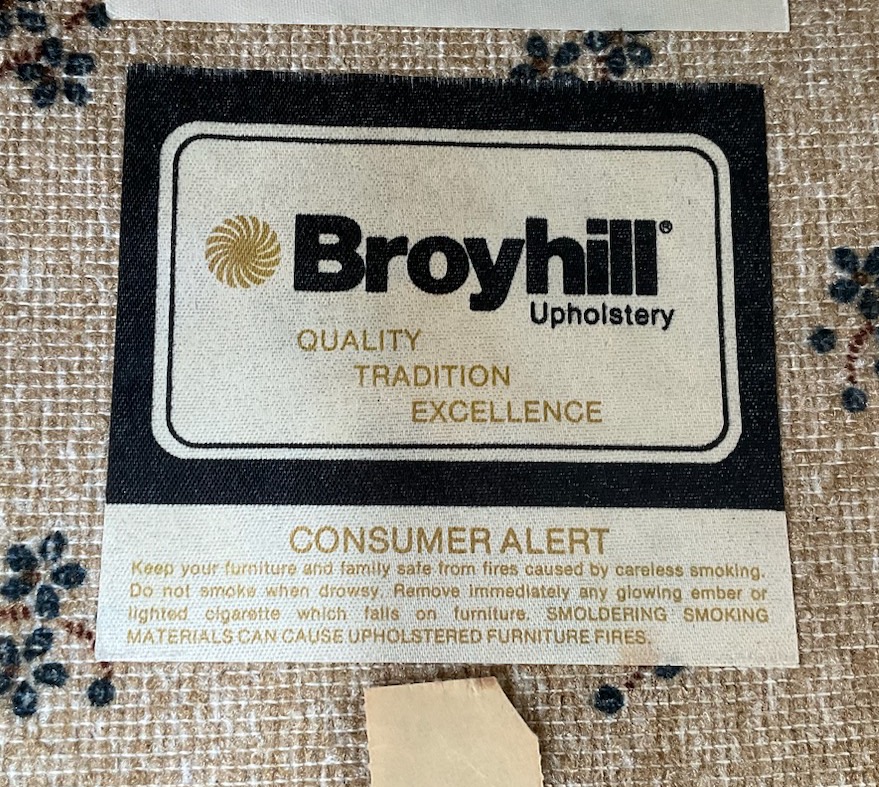 Broyhill®
Upholstery
QUALITY
TRADITION
EXCELLENCE
CONSUMER ALERT
Keep your furniture and family safe from fires caused by careless smoking.
Do not smoke when drowsy. Remove immediately any glowing ember or
lighted cigarette which falls on furniture. SMOLDERING SMOKING
MATERIALS CAN CAUSE UPHOLSTERED FURNITURE FIRES.